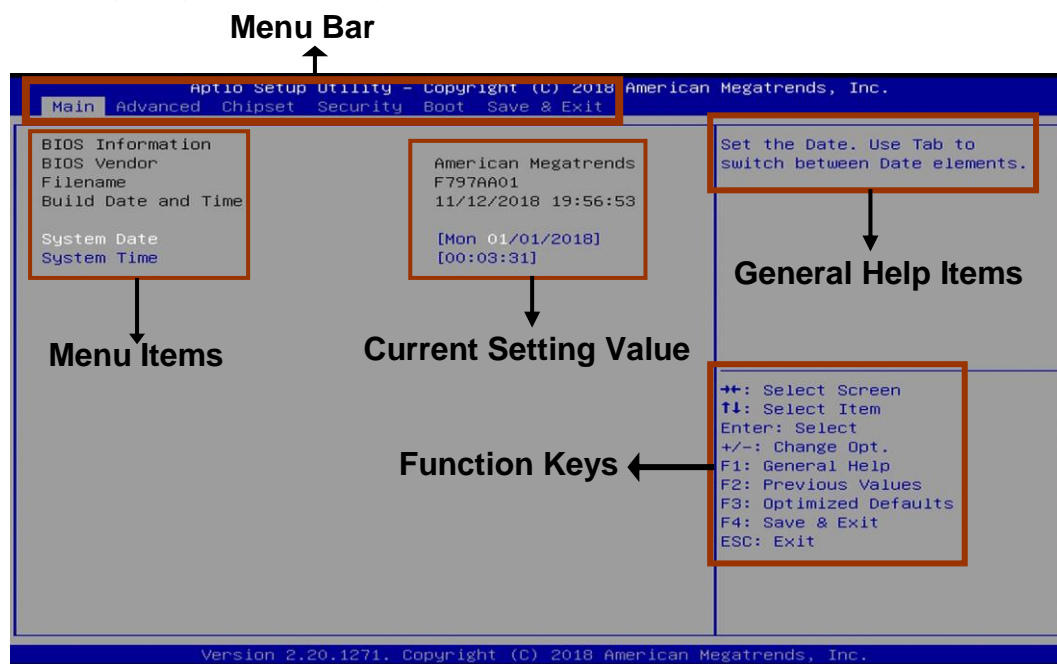 Menu Bar
Aptio Setup Utility – Copyright (C) 2018 American Megatrends, Inc.
Main Advanced Chipset Security Boot Save & Exit
BIOS Information
BIOS Vendor American Megatrends
Filename F797AA01
Build Date and Time 11/12/2018 19:56:53
System Date [Mon 01/01/2018]
System Time [00:03:31]
Set the Date. Use Tab to
switch between Date elements.
General Help Items
Menu Items
Current Setting Value
Function Keys
→←: Select Screen
↑↓: Select Item
Enter: Select
+/-: Change Opt.
F1: General Help
F2: Previous Values
F3: Optimized Defaults
F4: Save & Exit
ESC: Exit
Version 2.20.1271. Copyright (C) 2018 American Megatrends, Inc.